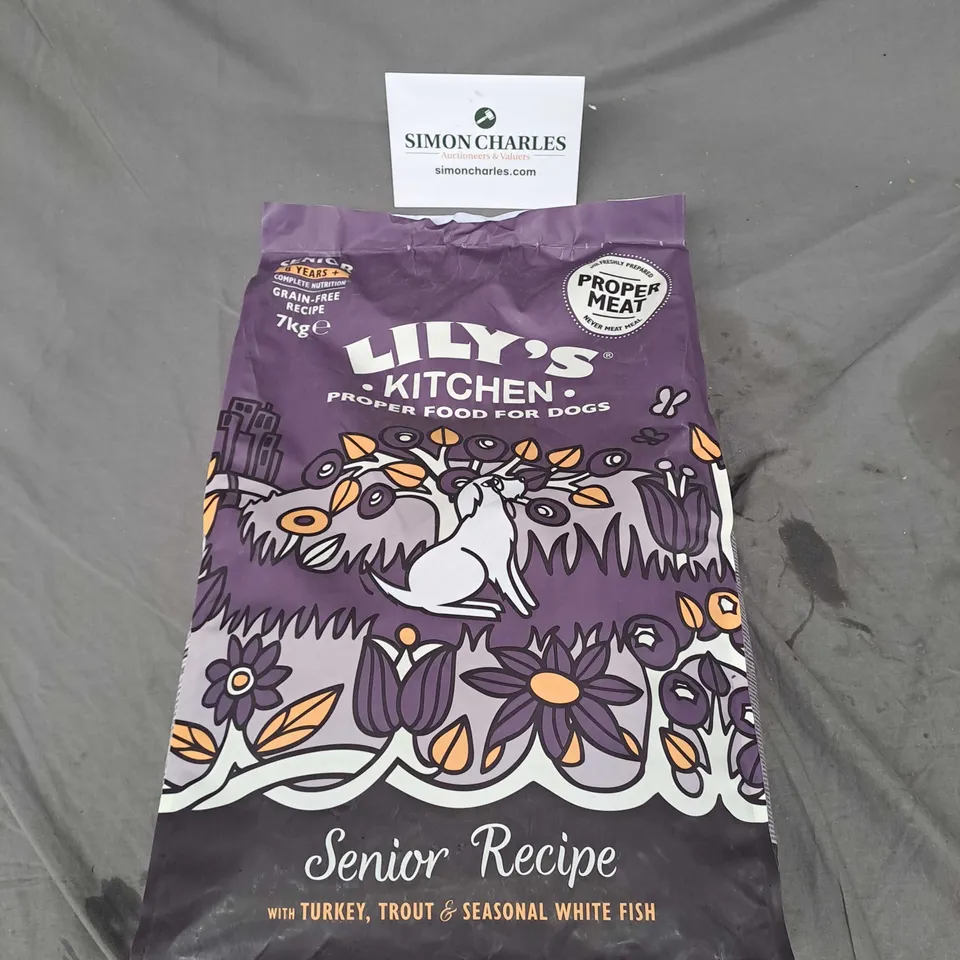 SIMON CHARLES
Auctioneers & Valuers
simoncharles.com
SENIOR
8 YEARS +
COMPLETE NUTRITION
GRAIN-FREE
RECIPE
7kg e
FRESHLY PREPARED
PROPER
MEAT
NEVER MEAT MEAL
LILY'S®
• KITCHEN •
PROPER FOOD FOR DOGS
Senior Recipe
WITH TURKEY, TROUT & SEASONAL WHITE FISH